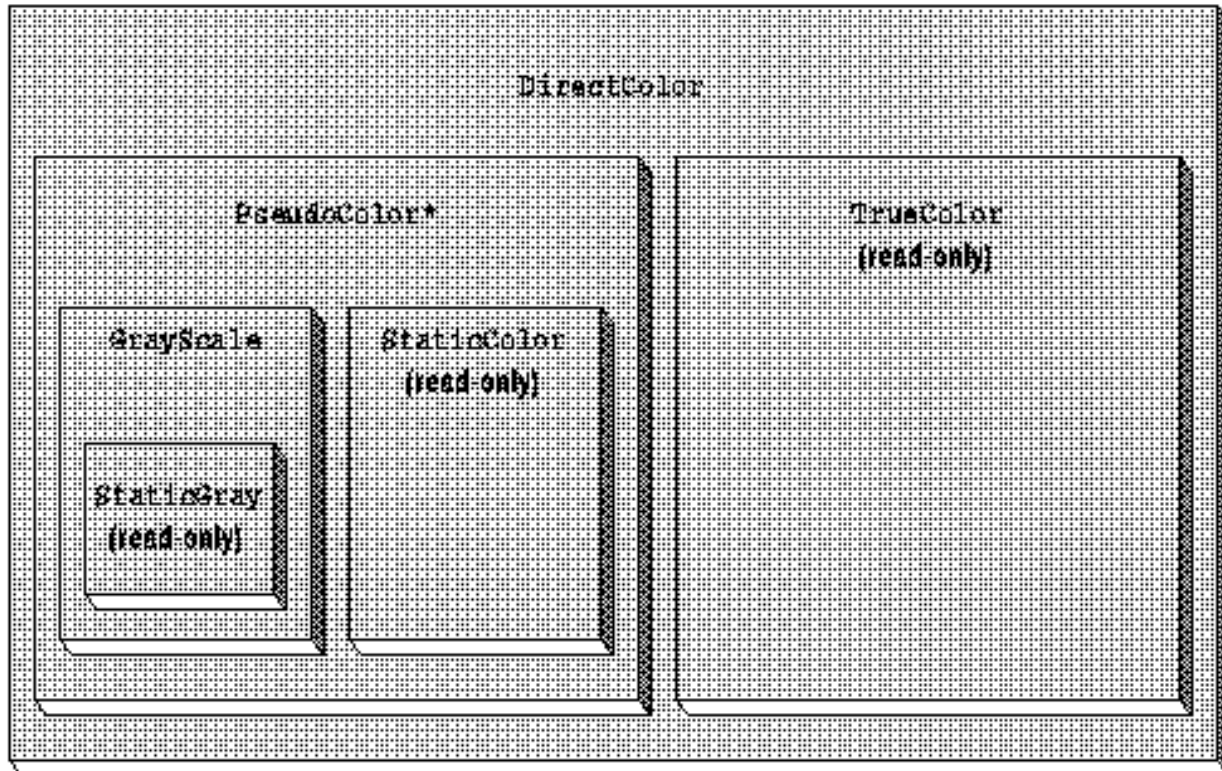 DirectColor
PseudoColor*
TrueColor
(read-only)
GrayScale
StaticColor
(read-only)
StaticGray
(read-only)